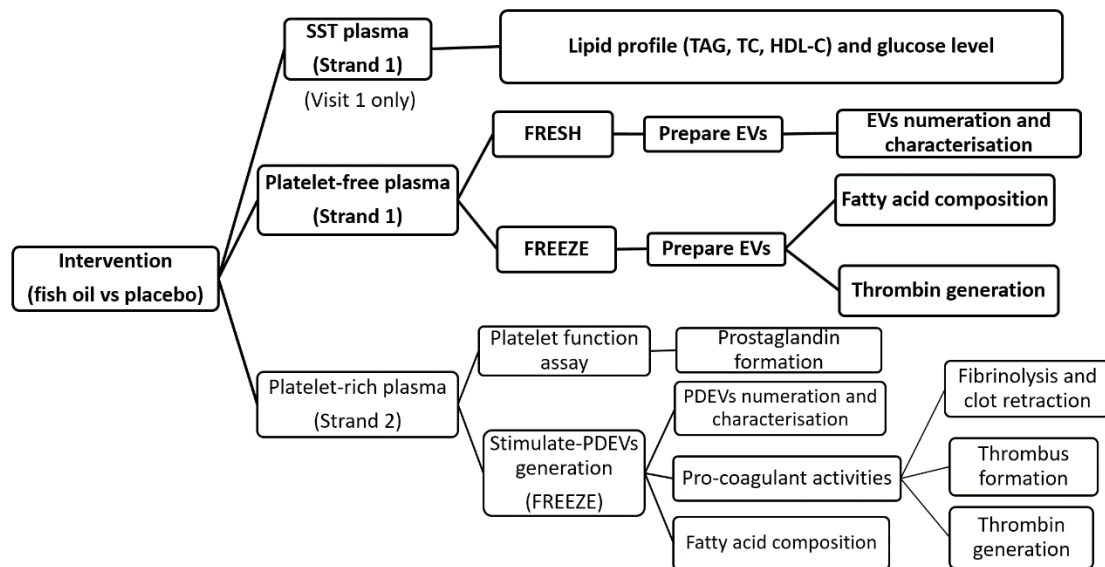 SST plasma
(Strand 1)
(Visit 1 only)
Lipid profile (TAG, TC, HDL-C) and glucose level
FRESH
Prepare EVs
EVs numeration and
characterisation
Platelet-free plasma
(Strand 1)
Fatty acid composition
FREEZE
Prepare EVs
Thrombin generation
Intervention
(fish oil vs placebo)
Platelet function
assay
Prostaglandin
formation
Platelet-rich plasma
(Strand 2)
PDEVs numeration and
characterisation
Fibrinolysis and
clot retraction
Stimulate-PDEVs
generation
(FREEZE)
Pro-coagulant activities
Thrombus
formation
Fatty acid composition
Thrombin
generation